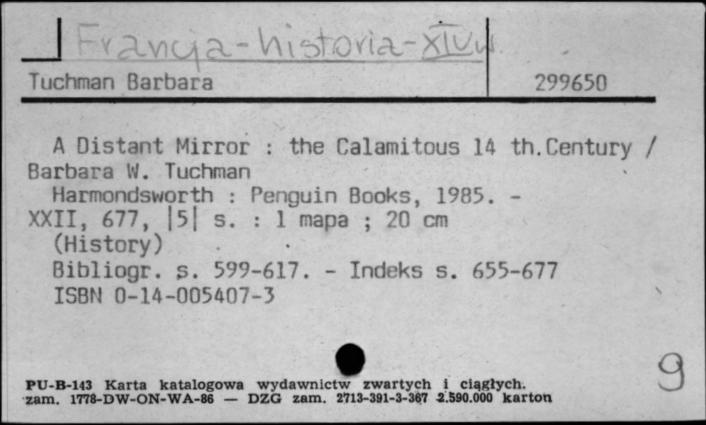 Francja-historia-XIVw
Tuchman Barbara 299650
A Distant Mirror : the Calamitous 14 th.Century /
Barbara W. Tuchman
Harmondsworth : Penguin Books, 1985. -
XXII, 677, |5| s. : 1 mapa ; 20 cm
(History)
Bibliogr. s. 599-617. - Indeks s. 655-677
ISBN 0-14-005407-3
9
PU-B-143 Karta katalogowa wydawnictw zwartych i ciągłych.
zam. 1778-DW-ON-WA-86 — DZG zam. 2713-391-3-367 2.590.000 karton